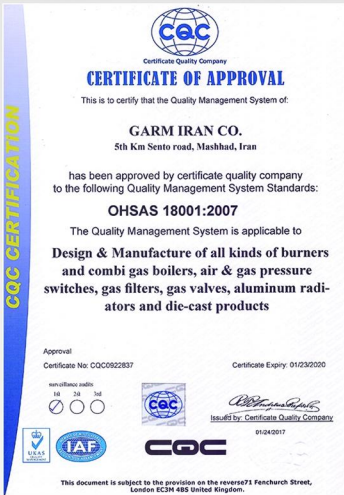 CQC
Certificate Quality Company
CERTIFICATE OF APPROVAL
This is to certify that the Quality Management System of:
GARM IRAN CO.
5th Km Sento road, Mashhad, Iran
has been approved by certificate quality company
to the following Quality Management System Standards:
OHSAS 18001:2007
The Quality Management System is applicable to
Design & Manufacture of all kinds of burners
and combi gas boilers, air & gas pressure
switches, gas filters, gas valves, aluminum radi-
ators and die-cast products
CQC CERTIFICATION
Approval
Certificate No: CQC0922837
Certificate Expiry: 01/23/2020
surveillance audits
1st 2nd 3rd
CQC
Issued by: Certificate Quality Company
01/24/2017
UKAS
IAF
CQC
This document is subject to the provision on the reverse71 Fenchurch Street,
London EC3M 4BS United Kingdom.